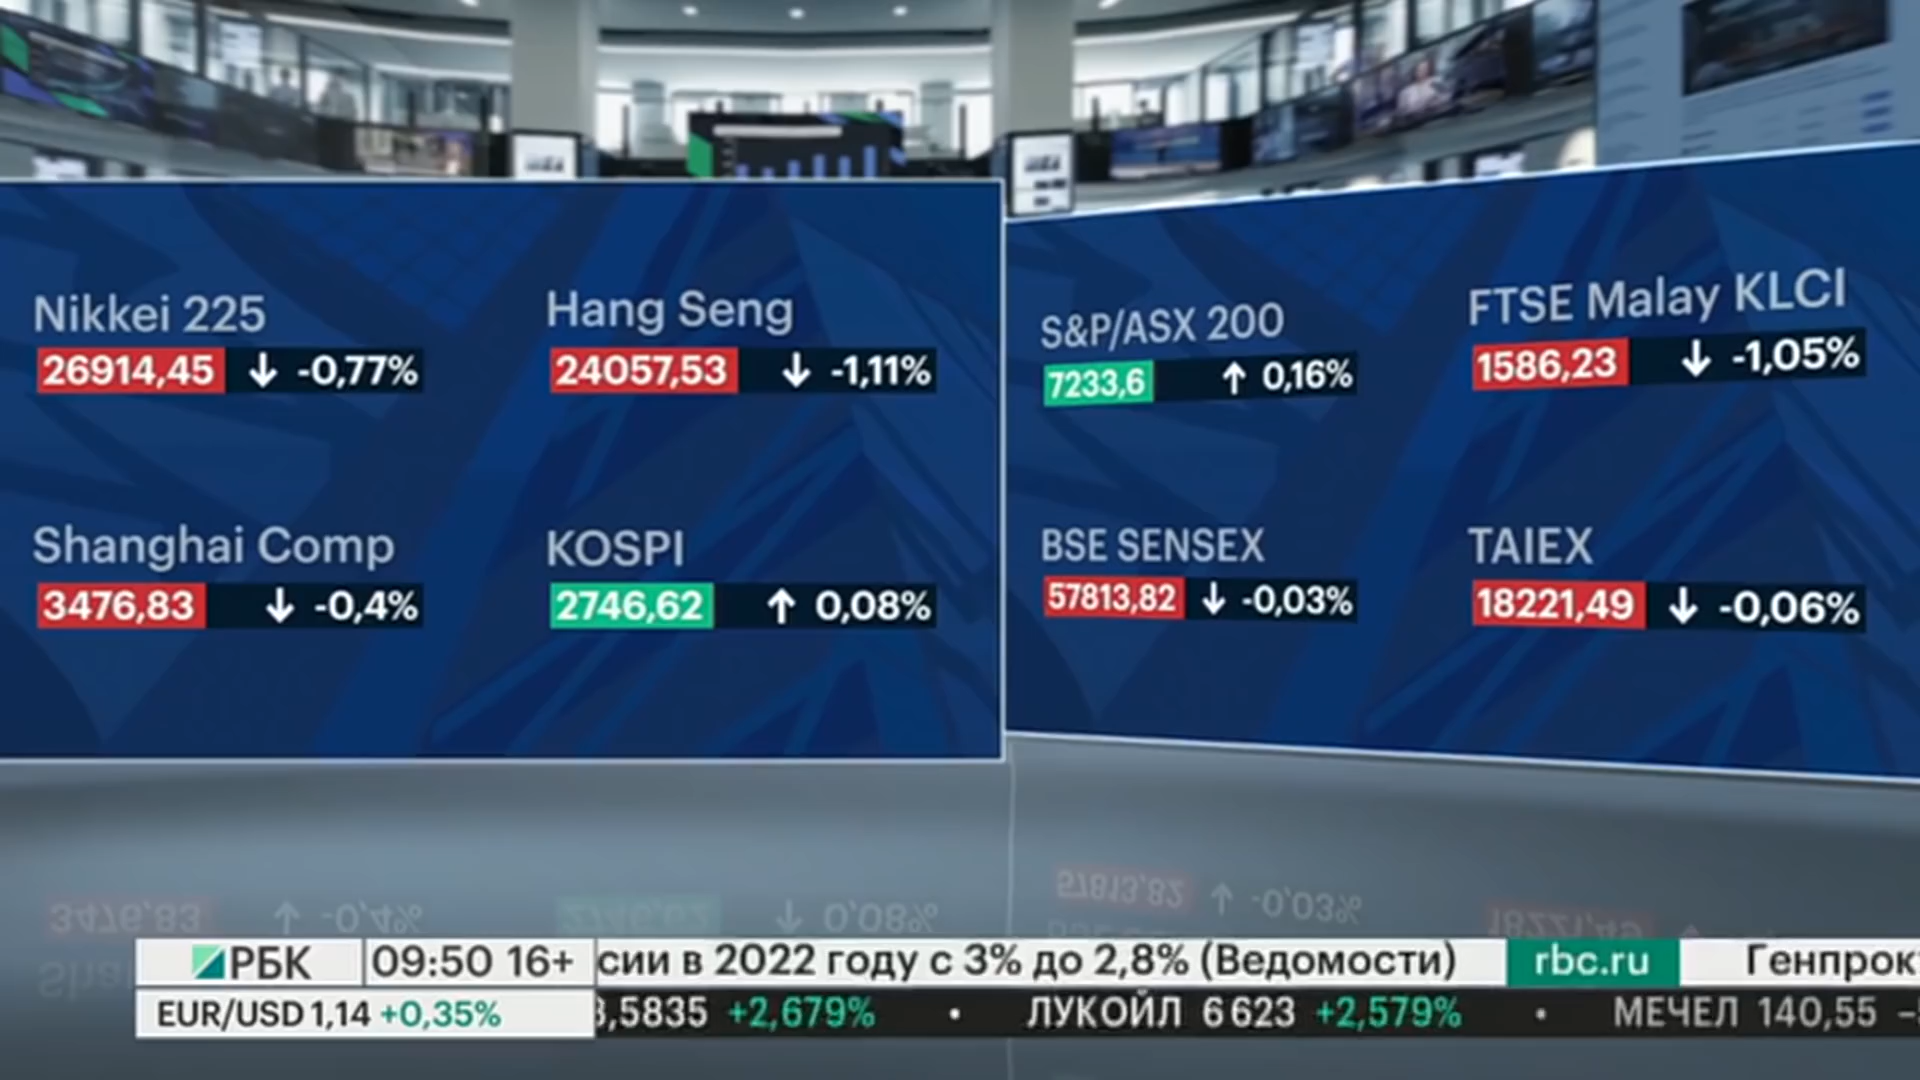 Nikkei 225
26914,45 ↓ -0,77%
Hang Seng
24057,53 ↓ -1,11%
Shanghai Comp
3476,83 ↓ -0,4%
KOSPI
2746,62 ↑ 0,08%
S&P/ASX 200
7233,6 ↑ 0,16%
FTSE Malay KLCI
1586,23 ↓ -1,05%
BSE SENSEX
57813,82 ↓ -0,03%
TAIEX
18221,49 ↓ -0,06%
РБК 09:50 16+ сии в 2022 году с 3% до 2,8% (Ведомости) rbc.ru Генпрок
EUR/USD 1,14 +0,35% 3,5835 +2,679% • ЛУКОЙЛ 6 623 +2,579% • МЕЧЕЛ 140,55